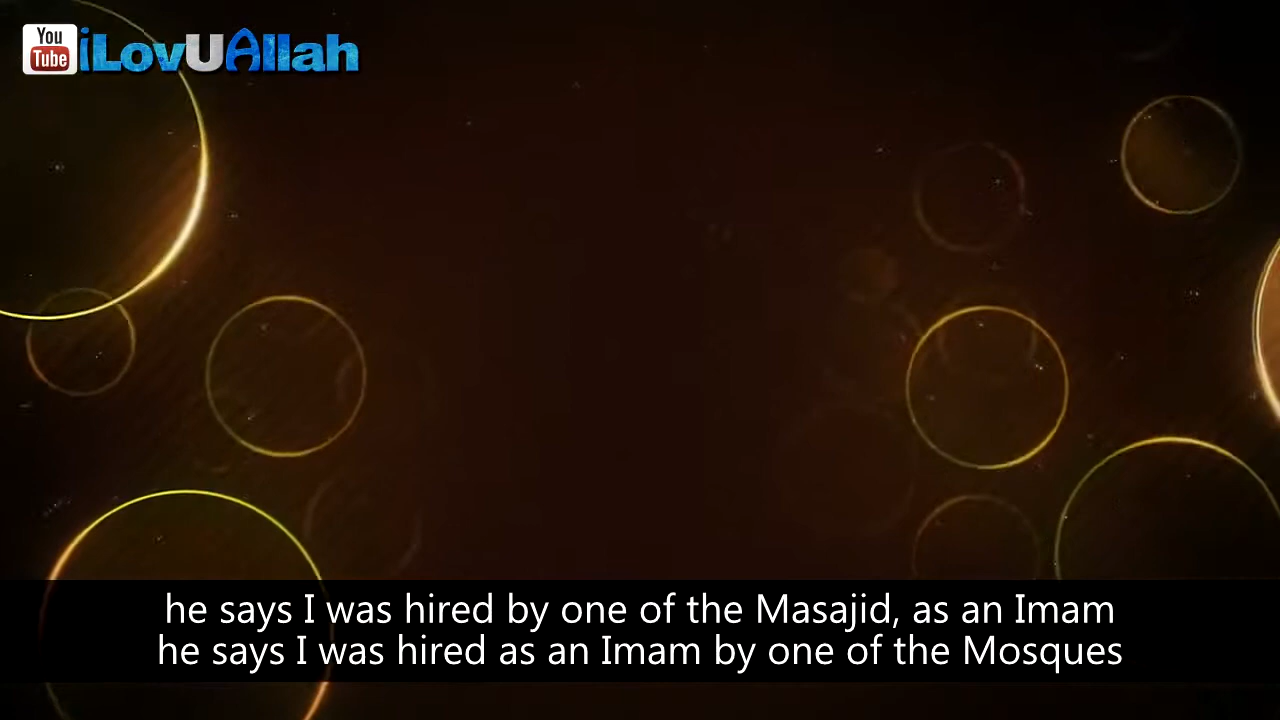 You
Tube
iLovUAllah
he says I was hired by one of the Masajid, as an Imam
he says I was hired as an Imam by one of the Mosques